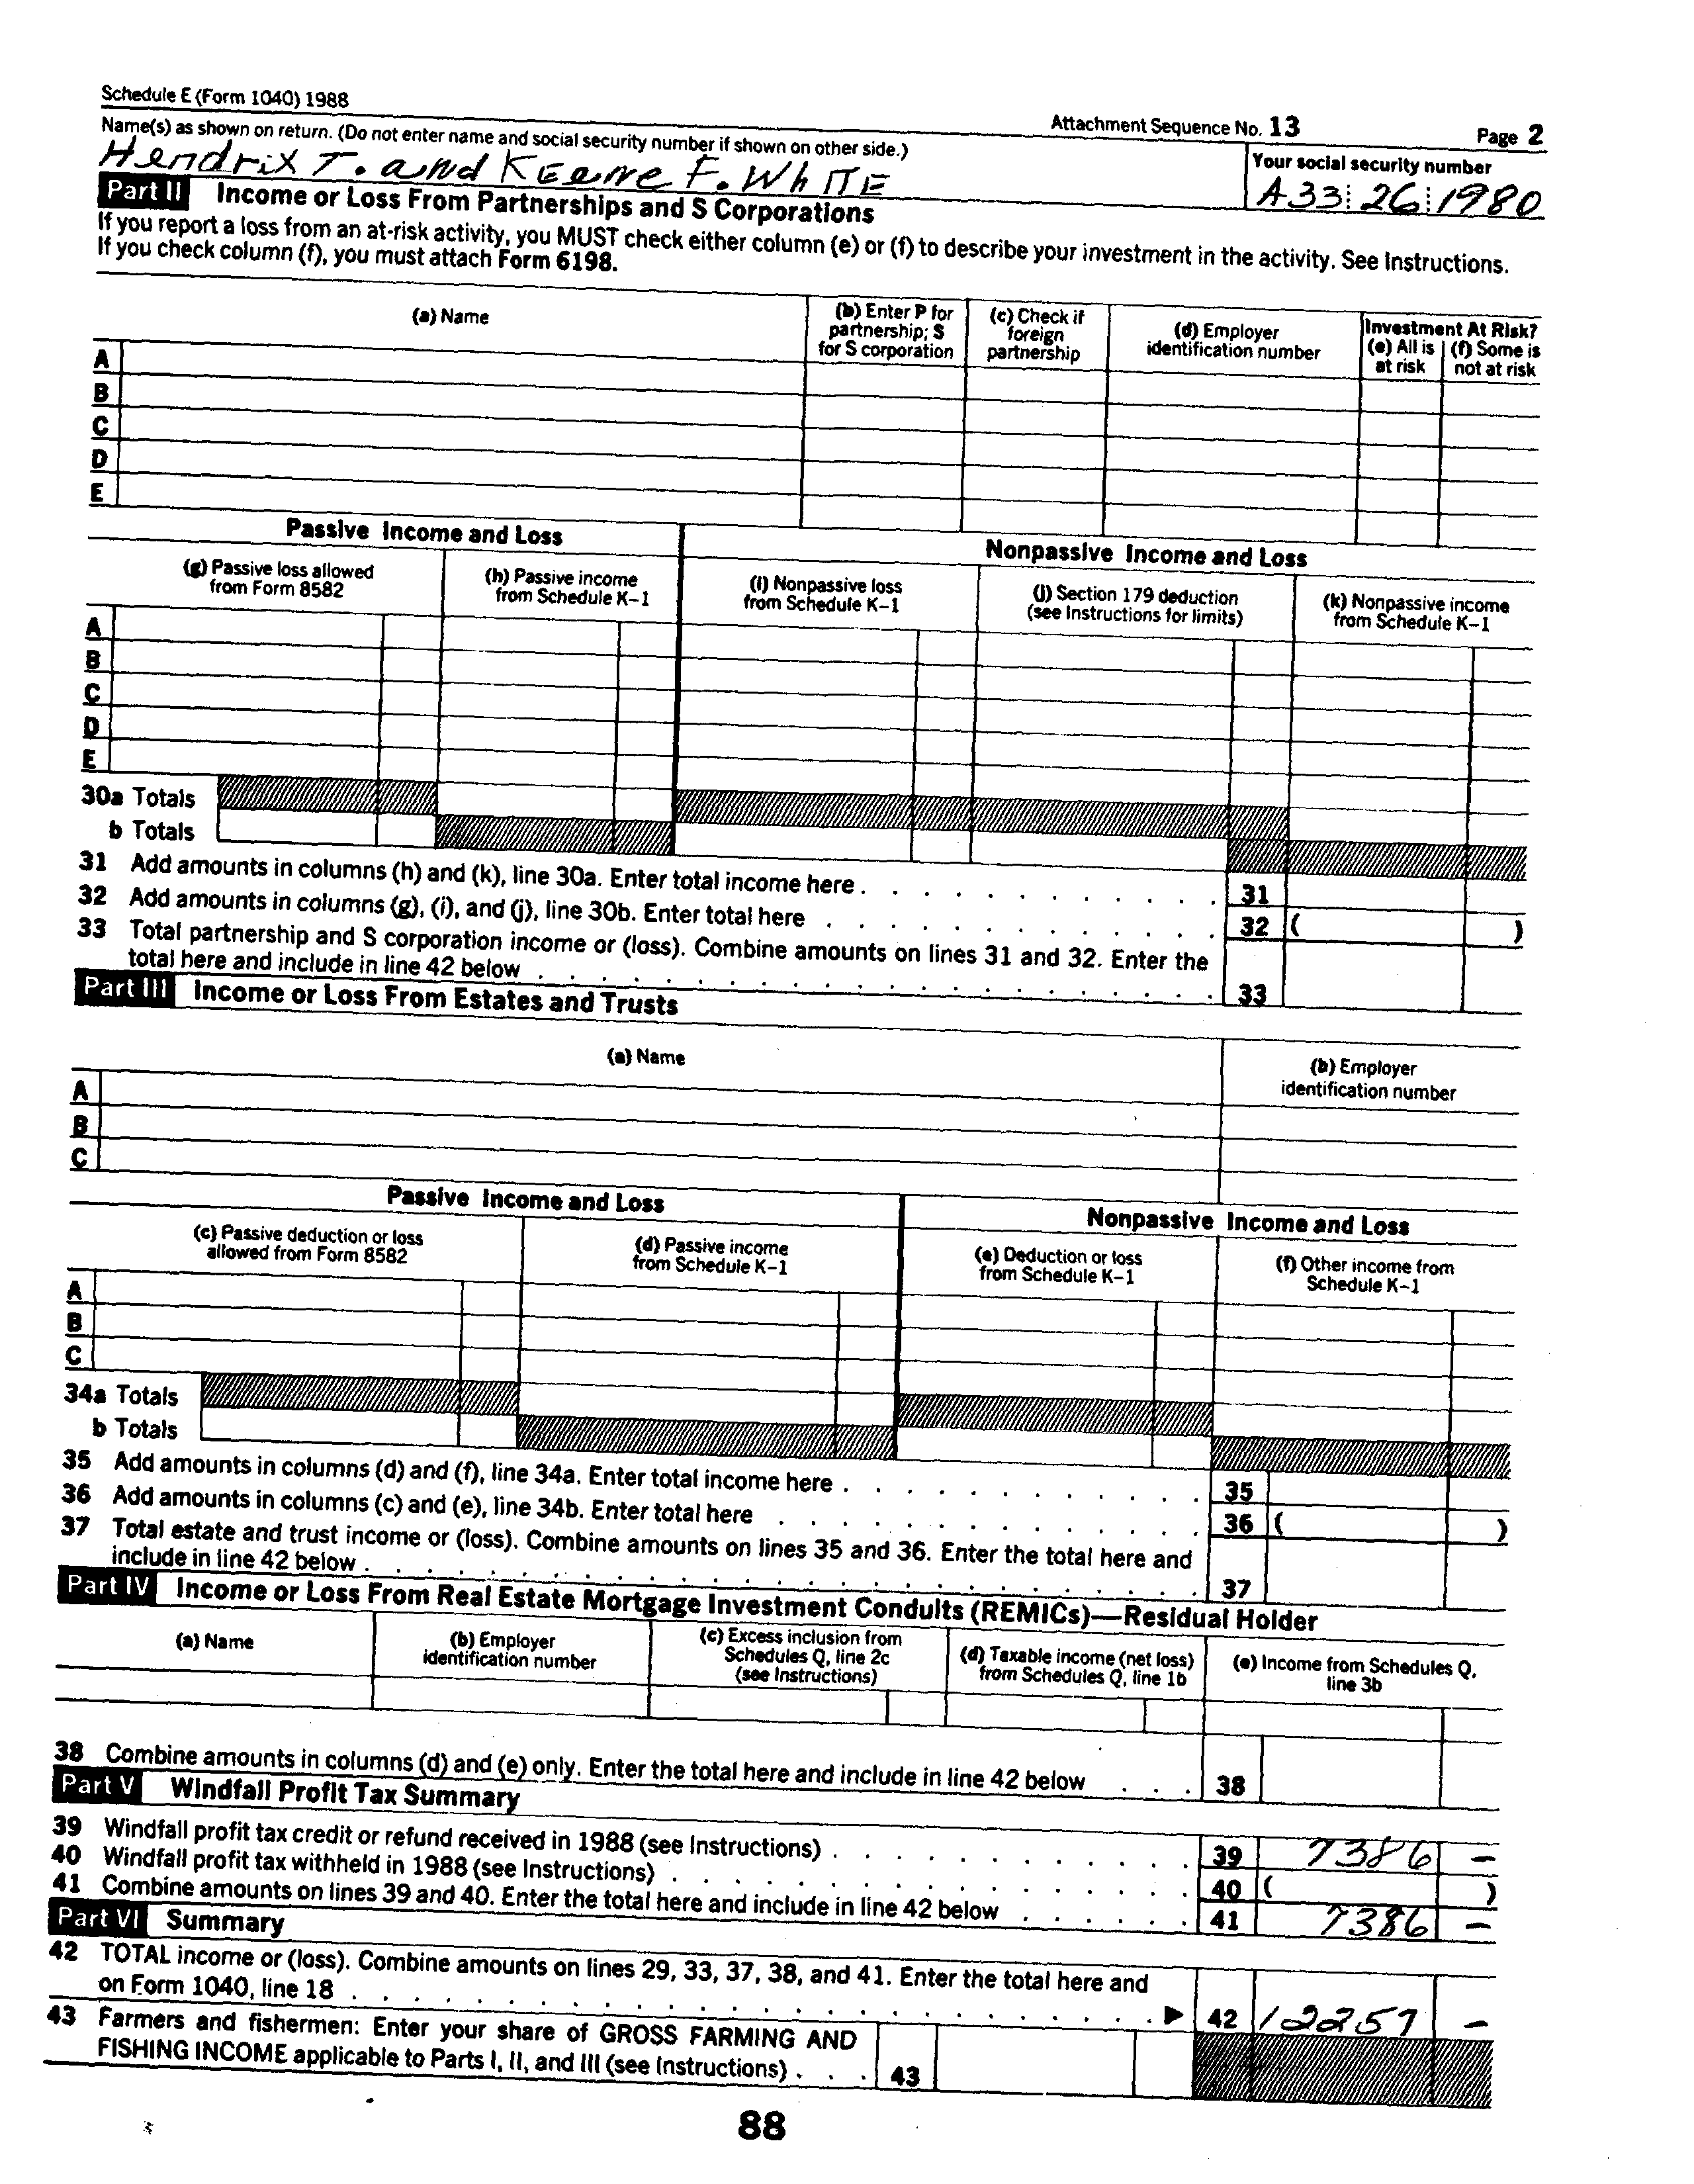 Schedule E (Form 1040) 1988
Attachment Sequence No. 13
Page 2
Name(s) as shown on return. (Do not enter name and social security number if shown on other side.)
Your social security number
Hendrix T. and KEene F. WhITE
A33 26 1980
Part II Income or Loss From Partnerships and S Corporations
If you report a loss from an at-risk activity, you MUST check either column (e) or (f) to describe your investment in the activity. See Instructions.
If you check column (f), you must attach Form 6198.
(a) Name
(b) Enter P for partnership; S for S corporation
(c) Check if foreign partnership
(d) Employer identification number
Investment At Risk?
(e) All is at risk
(f) Some is not at risk
A
B
C
D
E
Passive Income and Loss
Nonpassive Income and Loss
(g) Passive loss allowed from Form 8582
(h) Passive income from Schedule K-1
(i) Nonpassive loss from Schedule K-1
(j) Section 179 deduction (see Instructions for limits)
(k) Nonpassive income from Schedule K-1
A
B
C
D
E
30a Totals
b Totals
31 Add amounts in columns (h) and (k), line 30a. Enter total income here . . . . . . . . . . . 31
32 Add amounts in columns (g), (i), and (j), line 30b. Enter total here . . . . . . . . . . . . 32 ( )
33 Total partnership and S corporation income or (loss). Combine amounts on lines 31 and 32. Enter the
total here and include in line 42 below . . . . . . . . . . . . . . . . . . . . . 33
Part III Income or Loss From Estates and Trusts
(a) Name
(b) Employer identification number
A
B
C
Passive Income and Loss
Nonpassive Income and Loss
(c) Passive deduction or loss allowed from Form 8582
(d) Passive income from Schedule K-1
(e) Deduction or loss from Schedule K-1
(f) Other income from Schedule K-1
A
B
C
34a Totals
b Totals
35 Add amounts in columns (d) and (f), line 34a. Enter total income here . . . . . . . . . . . 35
36 Add amounts in columns (c) and (e), line 34b. Enter total here . . . . . . . . . . . . . 36 ( )
37 Total estate and trust income or (loss). Combine amounts on lines 35 and 36. Enter the total here and
include in line 42 below . . . . . . . . . . . . . . . . . . . . . . . . . . 37
Part IV Income or Loss From Real Estate Mortgage Investment Conduits (REMICs)—Residual Holder
(a) Name
(b) Employer identification number
(c) Excess inclusion from Schedules Q, line 2c (see Instructions)
(d) Taxable income (net loss) from Schedules Q, line 1b
(e) Income from Schedules Q, line 3b
38 Combine amounts in columns (d) and (e) only. Enter the total here and include in line 42 below . . . 38
Part V Windfall Profit Tax Summary
39 Windfall profit tax credit or refund received in 1988 (see Instructions) . . . . . . . . . . . . 39 7386 –
40 Windfall profit tax withheld in 1988 (see Instructions) . . . . . . . . . . . . . . . . . 40 ( )
41 Combine amounts on lines 39 and 40. Enter the total here and include in line 42 below . . . . . . 41 7386 –
Part VI Summary
42 TOTAL income or (loss). Combine amounts on lines 29, 33, 37, 38, and 41. Enter the total here and
on Form 1040, line 18 . . . . . . . . . . . . . . . . . . . . . . . . . ► 42 12257 –
43 Farmers and fishermen: Enter your share of GROSS FARMING AND
FISHING INCOME applicable to Parts I, II, and III (see Instructions) . . . 43
88